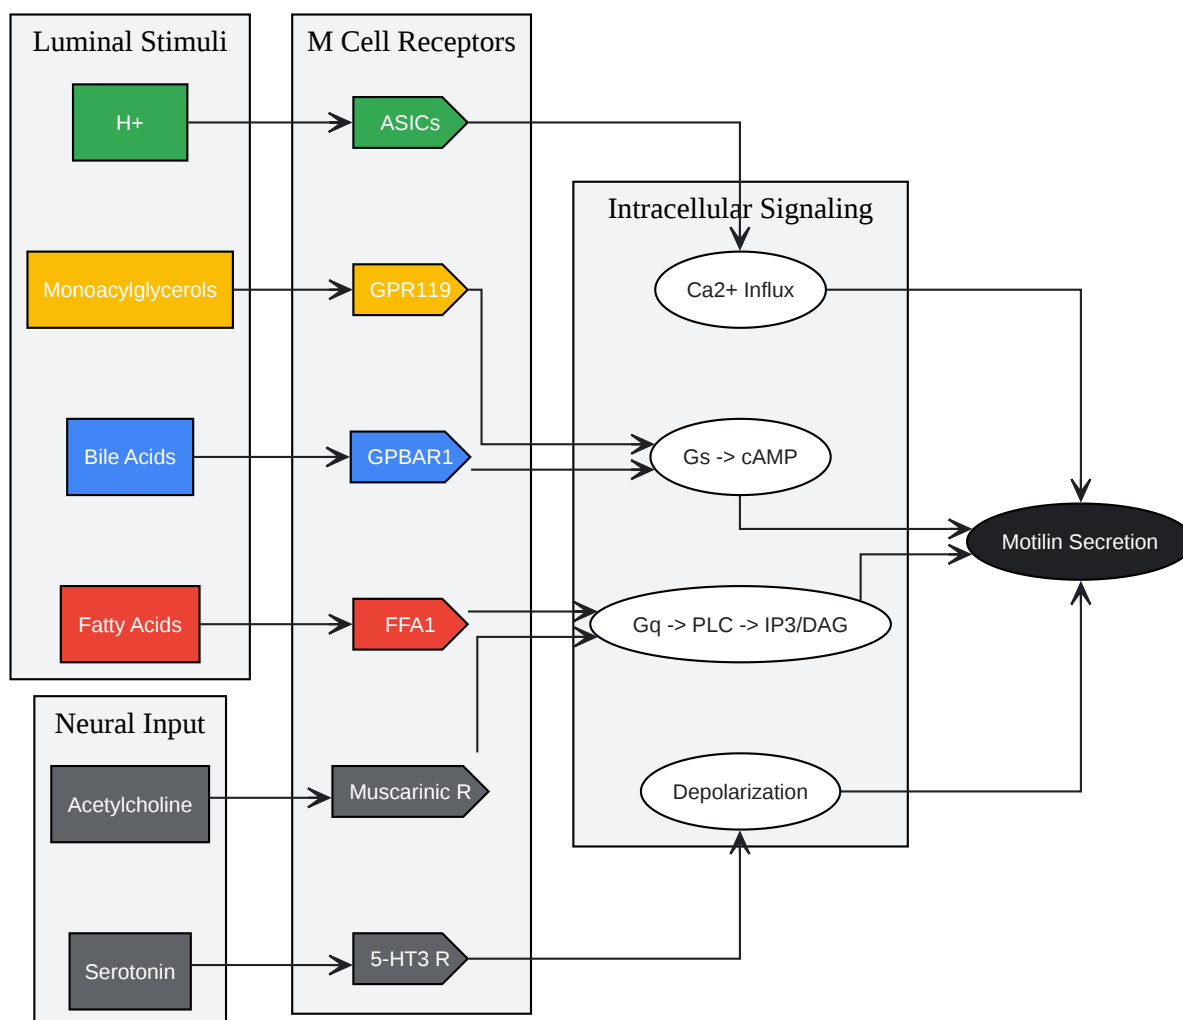 Luminal Stimuli
M Cell Receptors
H+
ASICs
Intracellular Signaling
Monoacylglycerols
GPR119
Ca2+ Influx
Bile Acids
GPBAR1
Gs -> cAMP
Motilin Secretion
Fatty Acids
FFA1
Gq -> PLC -> IP3/DAG
Neural Input
Acetylcholine
Muscarinic R
Depolarization
Serotonin
5-HT3 R